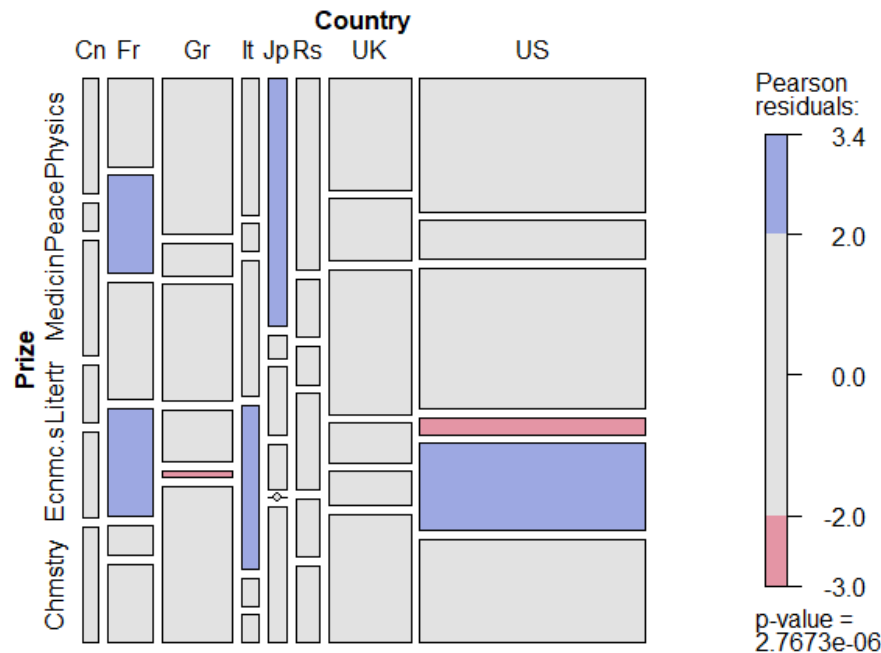 Country
Cn Fr Gr It Jp Rs UK US
Prize
Physics
Peace
Medicin
Litertr
Ecnmc.s
Chmstry
Pearson
residuals:
3.4
2.0
0.0
-2.0
-3.0
p-value =
2.7673e-06